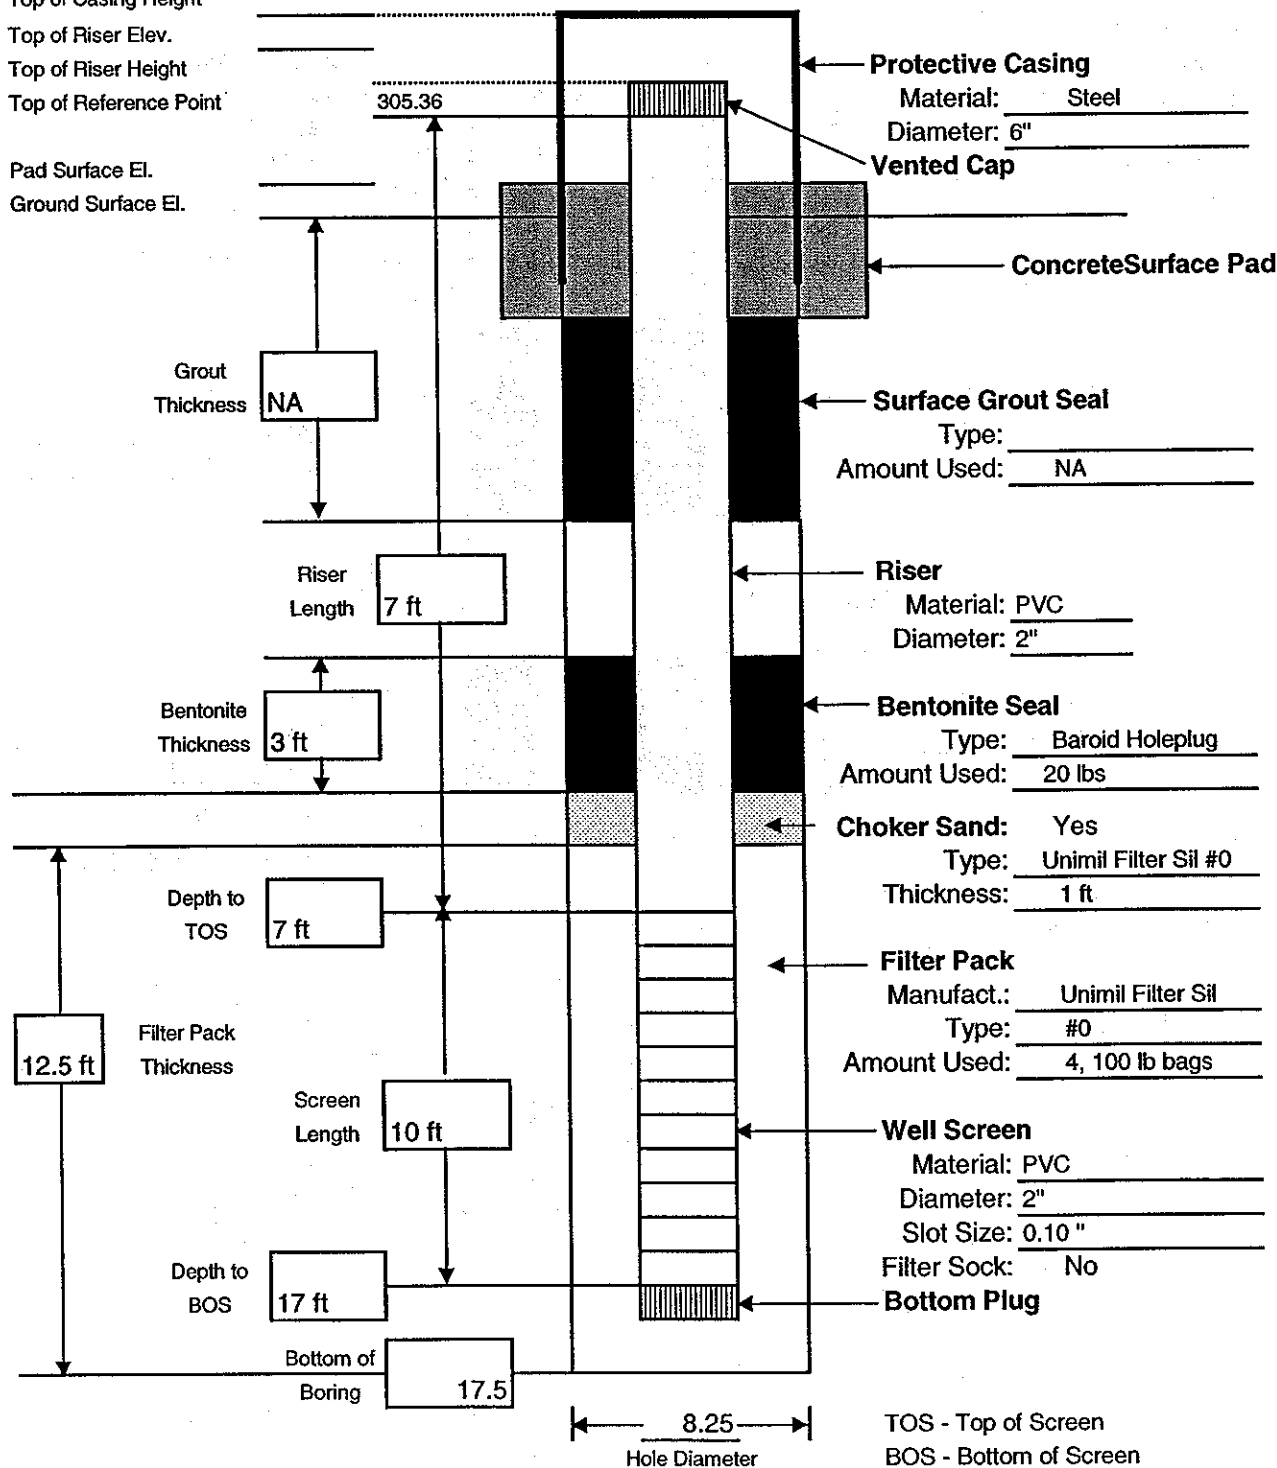 Top of Casing Height
Top of Riser Elev.
Top of Riser Height
Top of Reference Point 305.36
Pad Surface El.
Ground Surface El.
Protective Casing
Material: Steel
Diameter: 6"
Vented Cap
ConcreteSurface Pad
Grout
Thickness NA
Surface Grout Seal
Type:
Amount Used: NA
Riser
Length 7 ft
Riser
Material: PVC
Diameter: 2"
Bentonite
Thickness 3 ft
Bentonite Seal
Type: Baroid Holeplug
Amount Used: 20 lbs
Choker Sand: Yes
Type: Unimil Filter Sil #0
Thickness: 1 ft
Depth to
TOS 7 ft
Filter Pack
Manufact.: Unimil Filter Sil
Type: #0
Amount Used: 4, 100 lb bags
12.5 ft Filter Pack
Thickness
Screen
Length 10 ft
Well Screen
Material: PVC
Diameter: 2"
Slot Size: 0.10 "
Filter Sock: No
Bottom Plug
Depth to
BOS 17 ft
Bottom of
Boring 17.5
8.25
Hole Diameter
TOS - Top of Screen
BOS - Bottom of Screen